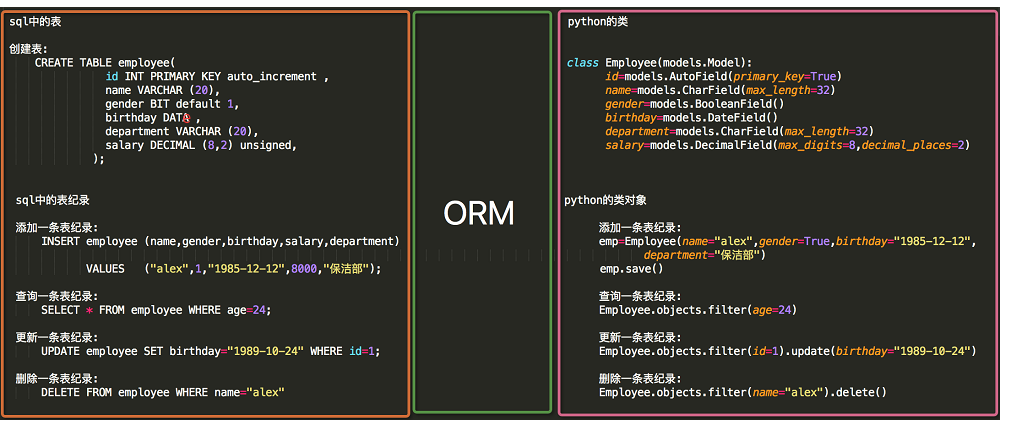 sql中的表
创建表:
CREATE TABLE employee(
id INT PRIMARY KEY auto_increment ,
name VARCHAR (20),
gender BIT default 1,
birthday DATA ,
department VARCHAR (20),
salary DECIMAL (8,2) unsigned,
);
sql中的表纪录
添加一条表纪录:
INSERT employee (name,gender,birthday,salary,department)
VALUES ("alex",1,"1985-12-12",8000,"保洁部");
查询一条表纪录:
SELECT * FROM employee WHERE age=24;
更新一条表纪录:
UPDATE employee SET birthday="1989-10-24" WHERE id=1;
删除一条表纪录:
DELETE FROM employee WHERE name="alex"
ORM
python的类
class Employee(models.Model):
id=models.AutoField(primary_key=True)
name=models.CharField(max_length=32)
gender=models.BooleanField()
birthday=models.DateField()
department=models.CharField(max_length=32)
salary=models.DecimalField(max_digits=8,decimal_places=2)
python的类对象
添加一条表纪录:
emp=Employee(name="alex",gender=True,birthday="1985-12-12",
department="保洁部")
emp.save()
查询一条表纪录:
Employee.objects.filter(age=24)
更新一条表纪录:
Employee.objects.filter(id=1).update(birthday="1989-10-24")
删除一条表纪录:
Employee.objects.filter(name="alex").delete()